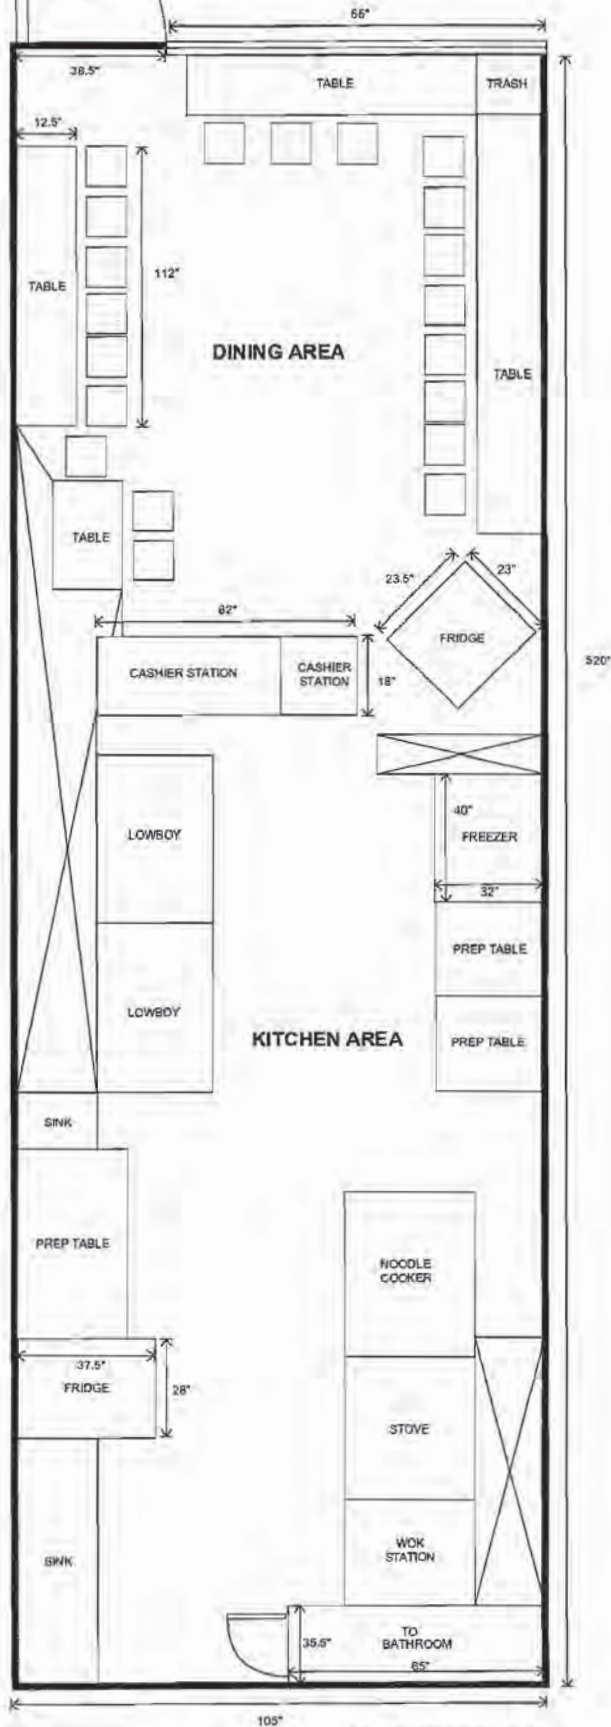 66"
38.5"
TABLE
TRASH
12.5"
112"
TABLE
DINING AREA
TABLE
TABLE
23.5"
23"
FRIDGE
62"
520"
CASHIER STATION
CASHIER
STATION
18"
LOWBOY
40"
FREEZER
32"
PREP TABLE
LOWBOY
KITCHEN AREA
PREP TABLE
SINK
PREP TABLE
NOODLE
COOKER
37.5"
FRIDGE
28"
STOVE
WOK
STATION
SINK
TO
BATHROOM
35.5"
65"
105"